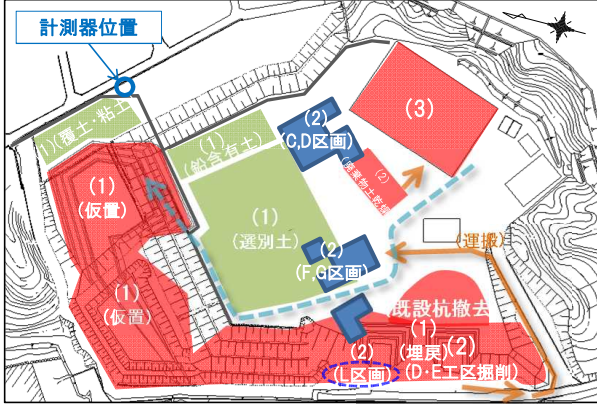 計測器位置
(1)(覆土・粘土)
(1)
(鉛含有土)
(2)
(C,D区画)
(3)
(2)
(1)
(仮置)
(1)
(選別土)
(2)
(F,G区画)
(運搬)
(1)
(仮置)
既設杭撤去
(1)
(埋戻)
(2)
(L区画)
(2)
(D・E工区掘削)